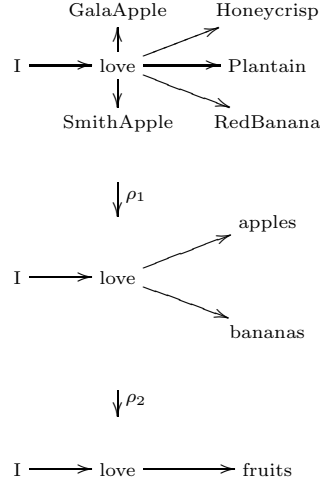 GalaApple Honeycrisp
I love Plantain
SmithApple RedBanana
ρ₁
apples
I love
bananas
ρ₂
I love fruits